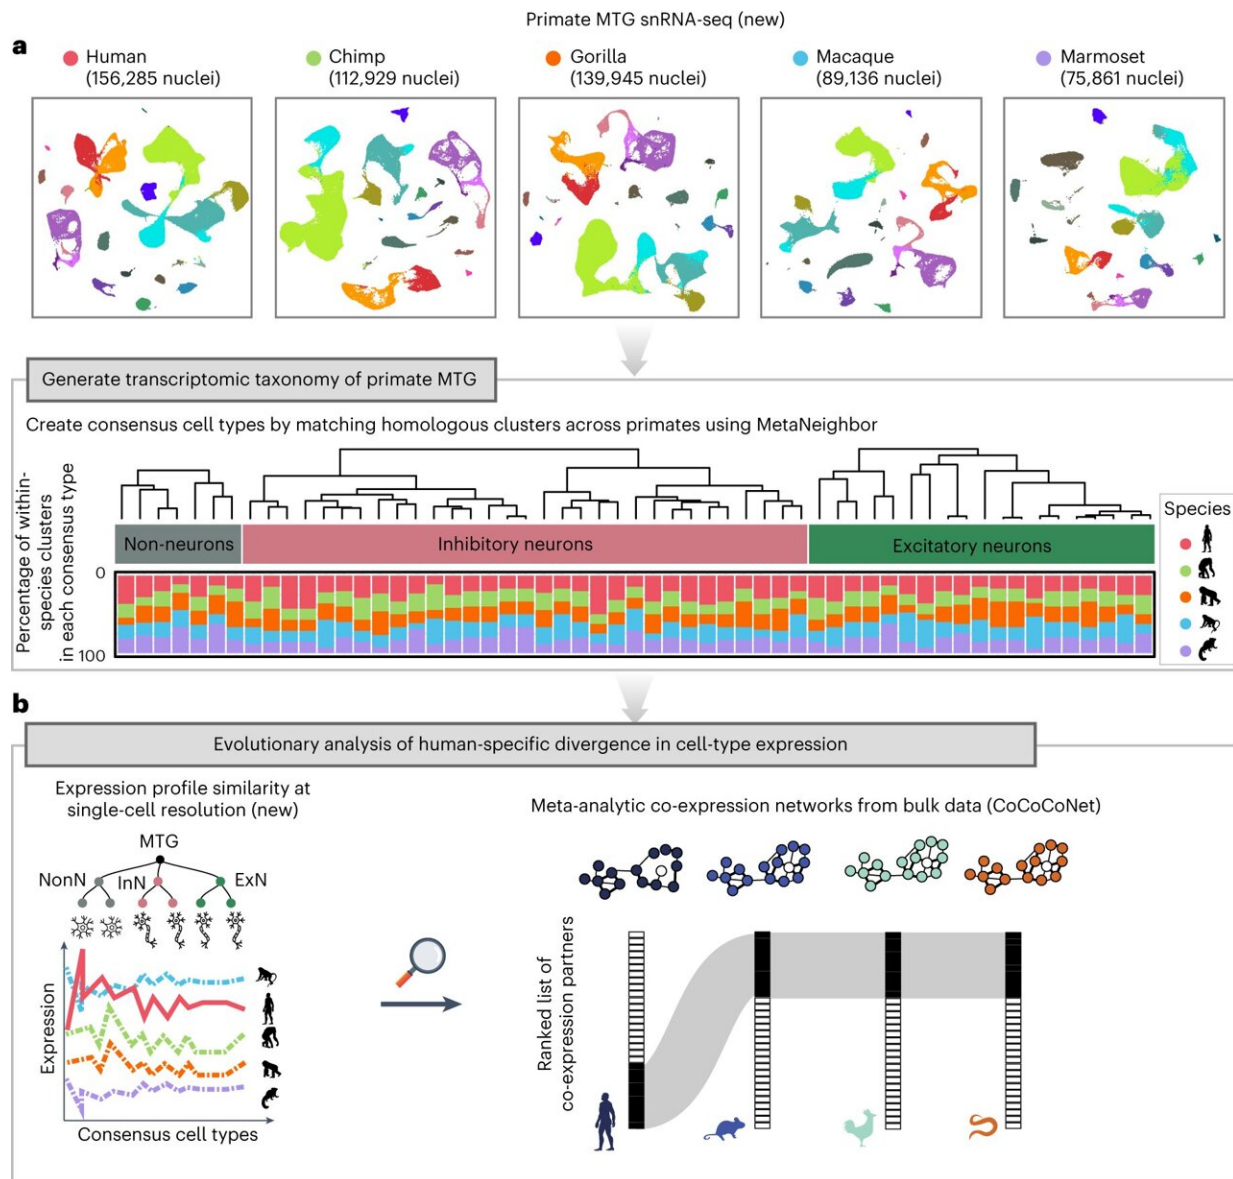 Primate MTG snRNA-seq (new)
a
Human
(156,285 nuclei)
Chimp
(112,929 nuclei)
Gorilla
(139,945 nuclei)
Macaque
(89,136 nuclei)
Marmoset
(75,861 nuclei)
Generate transcriptomic taxonomy of primate MTG
Create consensus cell types by matching homologous clusters across primates using MetaNeighbor
Percentage of within-
species clusters
in each consensus type
Non-neurons
Inhibitory neurons
Excitatory neurons
Species
0
100
b
Evolutionary analysis of human-specific divergence in cell-type expression
Expression profile similarity at
single-cell resolution (new)
MTG
NonN
InN
ExN
Expression
Consensus cell types
Meta-analytic co-expression networks from bulk data (CoCoCoNet)
Ranked list of
co-expression partners